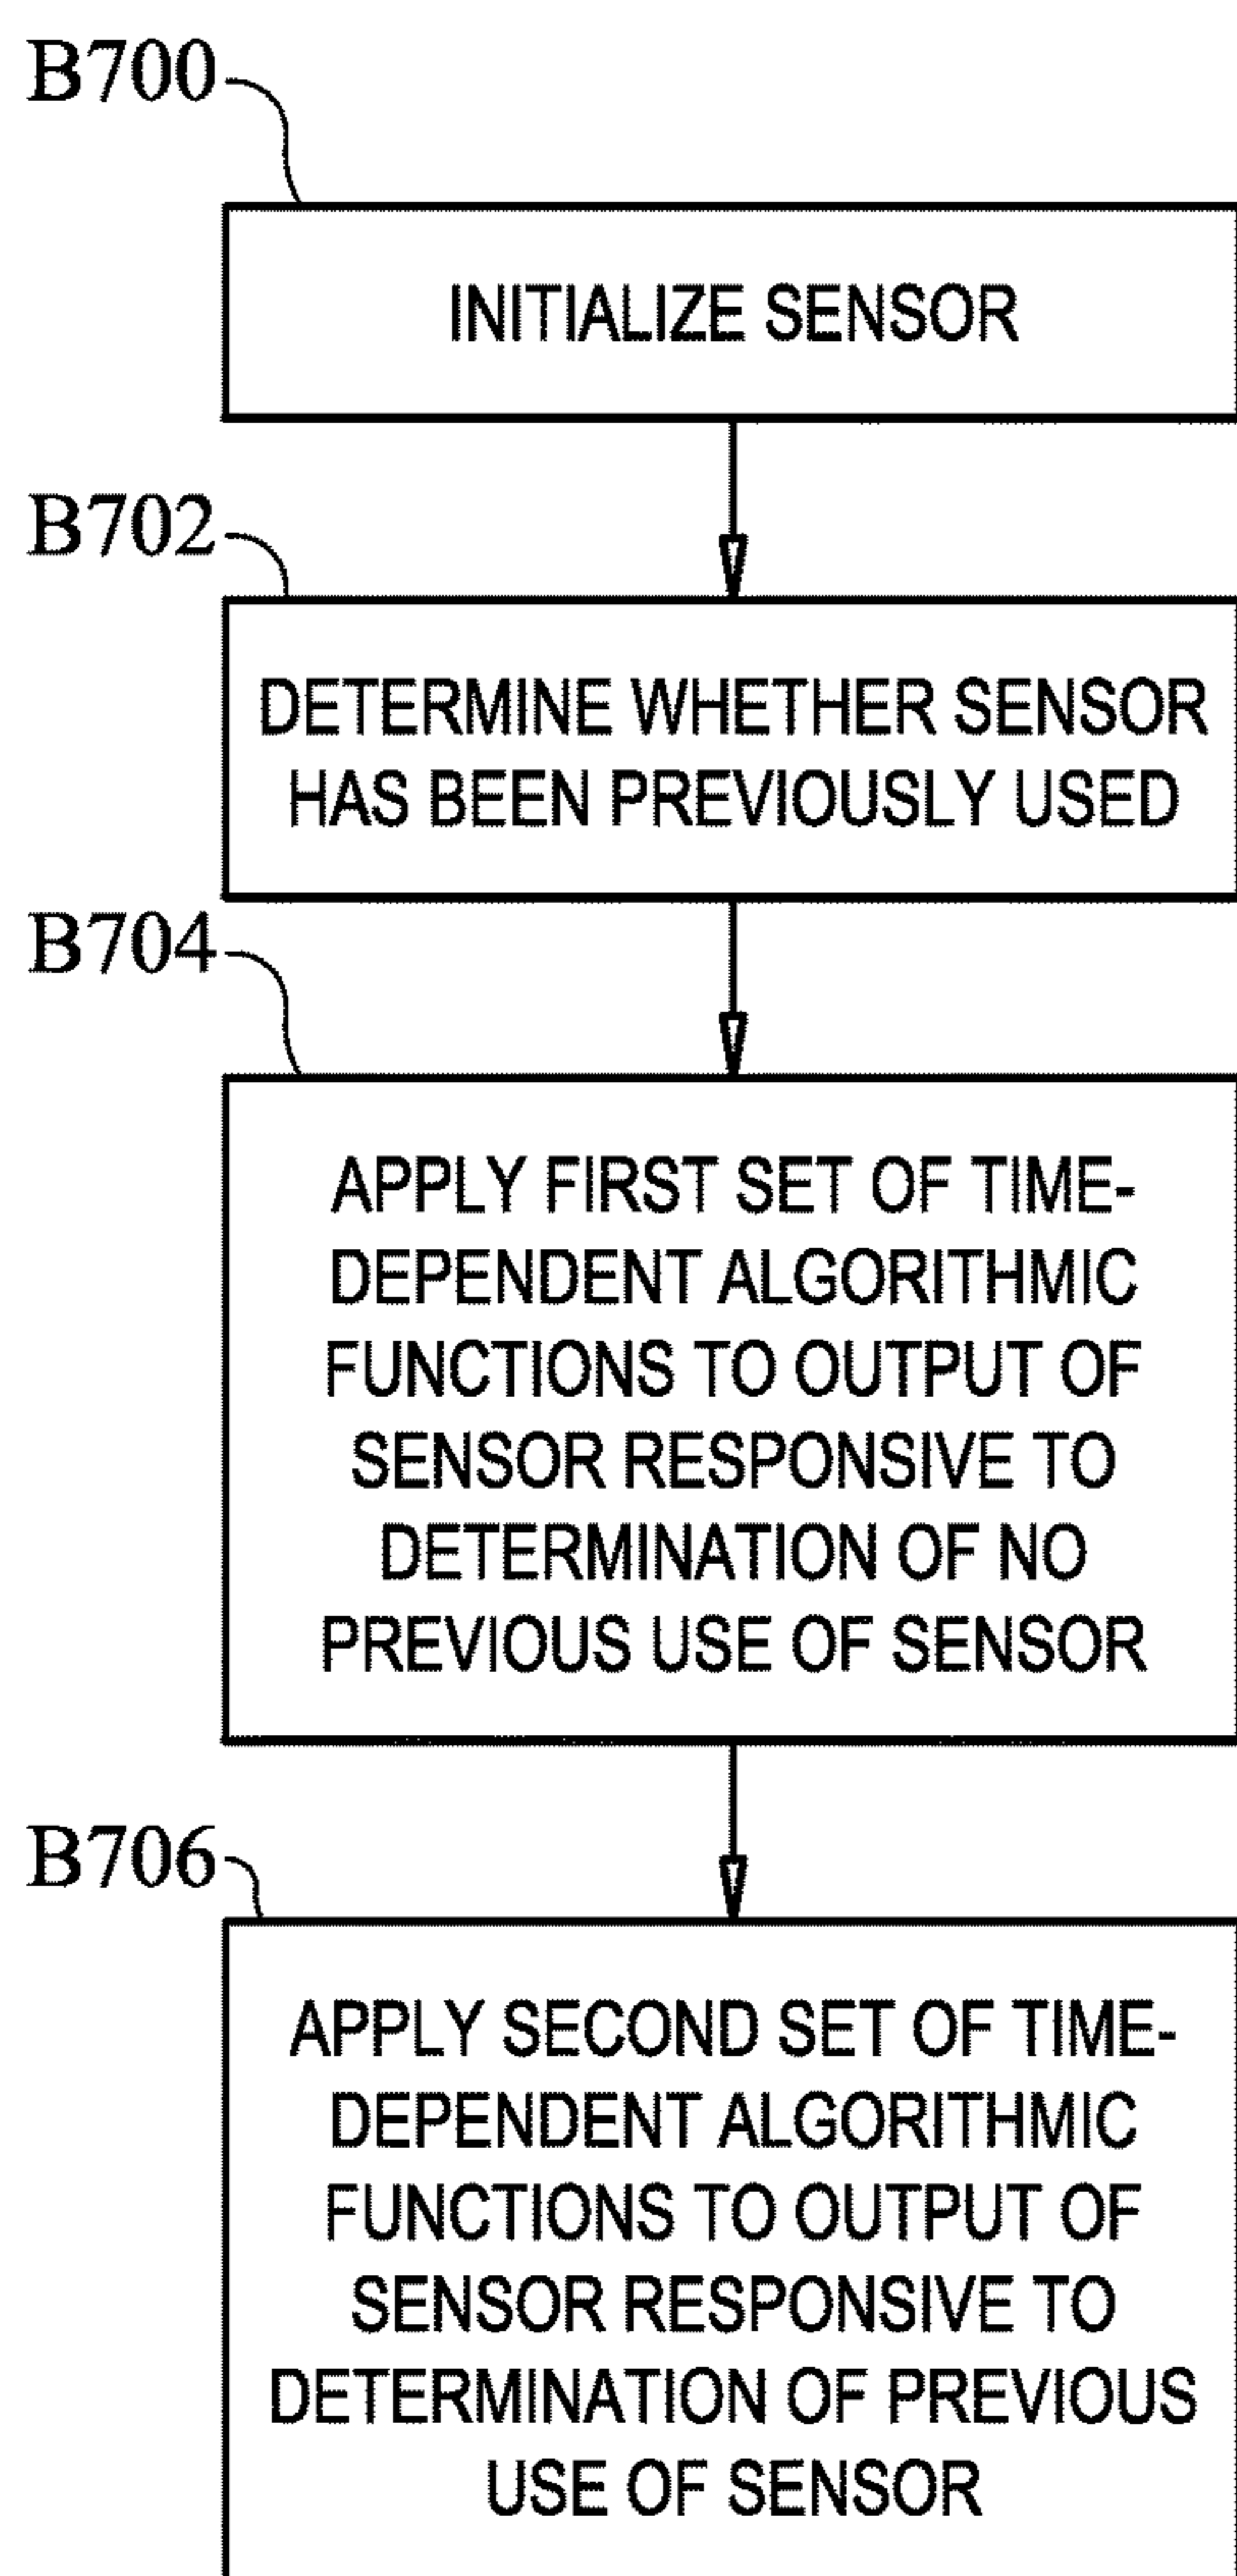 B700
INITIALIZE SENSOR
B702
DETERMINE WHETHER SENSOR
HAS BEEN PREVIOUSLY USED
B704
APPLY FIRST SET OF TIME-
DEPENDENT ALGORITHMIC
FUNCTIONS TO OUTPUT OF
SENSOR RESPONSIVE TO
DETERMINATION OF NO
PREVIOUS USE OF SENSOR
B706
APPLY SECOND SET OF TIME-
DEPENDENT ALGORITHMIC
FUNCTIONS TO OUTPUT OF
SENSOR RESPONSIVE TO
DETERMINATION OF PREVIOUS
USE OF SENSOR